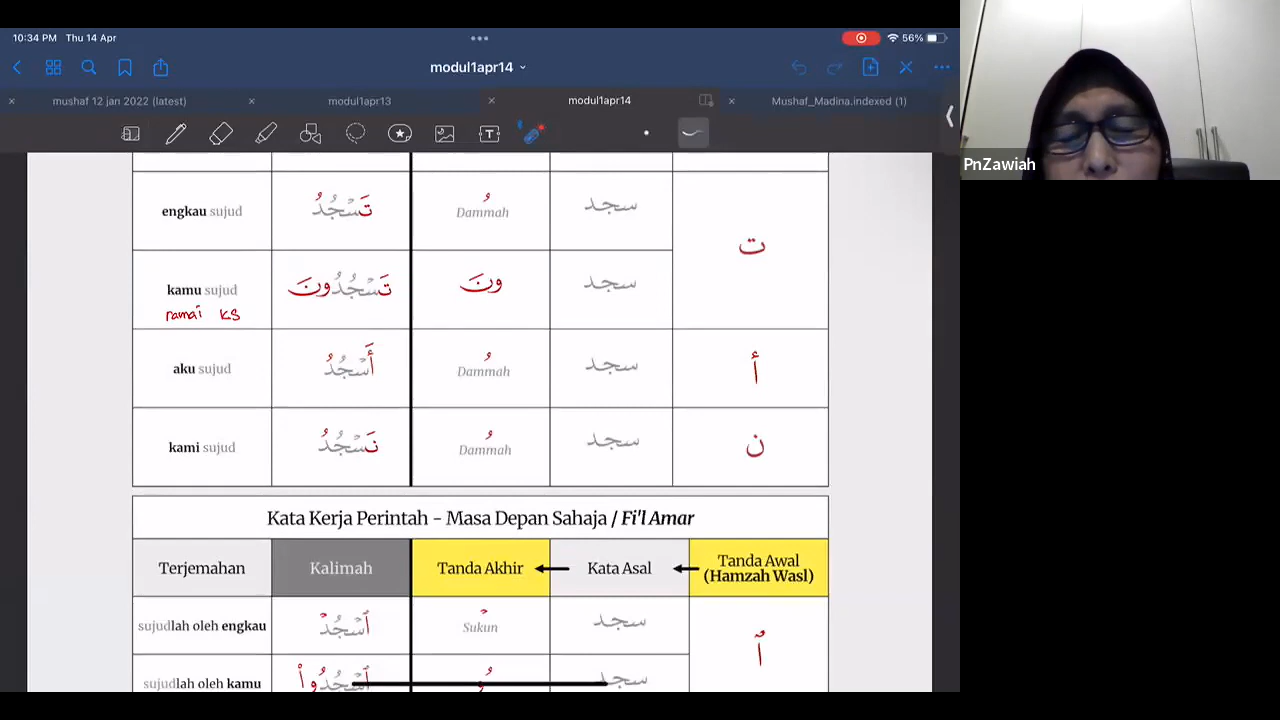 10:34 PM Thu 14 Apr
56%
modul1apr14
mushaf 12 jan 2022 (latest)
modul1apr13
modul1apr14
Mushaf_Madina.indexed (1)
PnZawiah
engkau sujud تَسْجُدُ ـُ Dammah سجد ت
kamu sujud تَسْجُدُونَ ونَ سجد
ramai KS
aku sujud أَسْجُدُ ـُ Dammah سجد أ
kami sujud نَسْجُدُ ـُ Dammah سجد ن
Kata Kerja Perintah - Masa Depan Sahaja / Fi'l Amar
Terjemahan Kalimah Tanda Akhir Kata Asal Tanda Awal (Hamzah Wasl)
sujudlah oleh engkau ٱسْجُدْ ـْ Sukun سجد ٱ
sujudlah oleh kamu ٱسْجُدُوا۟ ـُو سجد